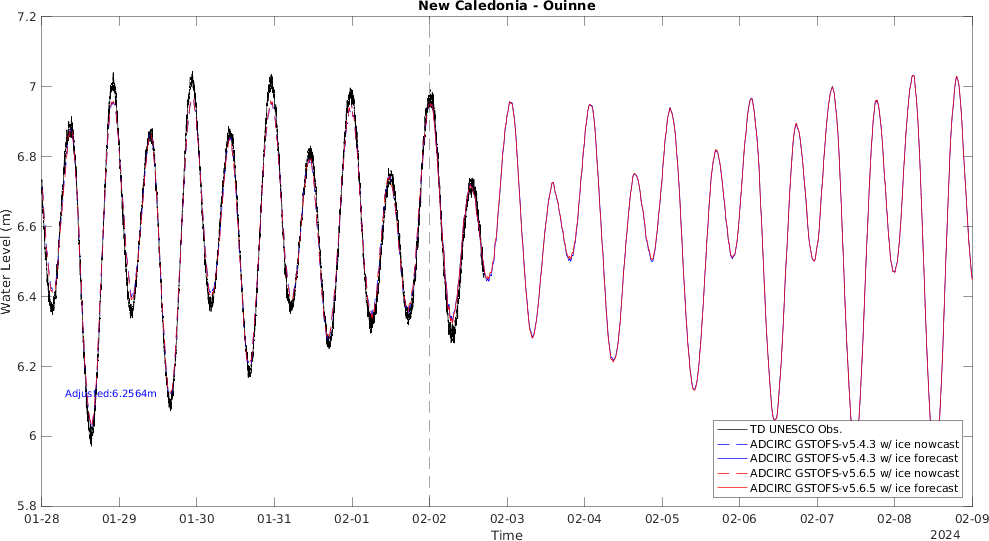 New Caledonia - Ouinne
7.2
7
6.8
6.6
6.4
6.2
6
5.8
Water Level (m)
Adjusted:6.2564m
TD UNESCO Obs.
ADCIRC GSTOFS-v5.4.3 w/ ice nowcast
ADCIRC GSTOFS-v5.4.3 w/ ice forecast
ADCIRC GSTOFS-v5.6.5 w/ ice nowcast
ADCIRC GSTOFS-v5.6.5 w/ ice forecast
01-28 01-29 01-30 01-31 02-01 02-02 02-03 02-04 02-05 02-06 02-07 02-08 02-09
Time
2024